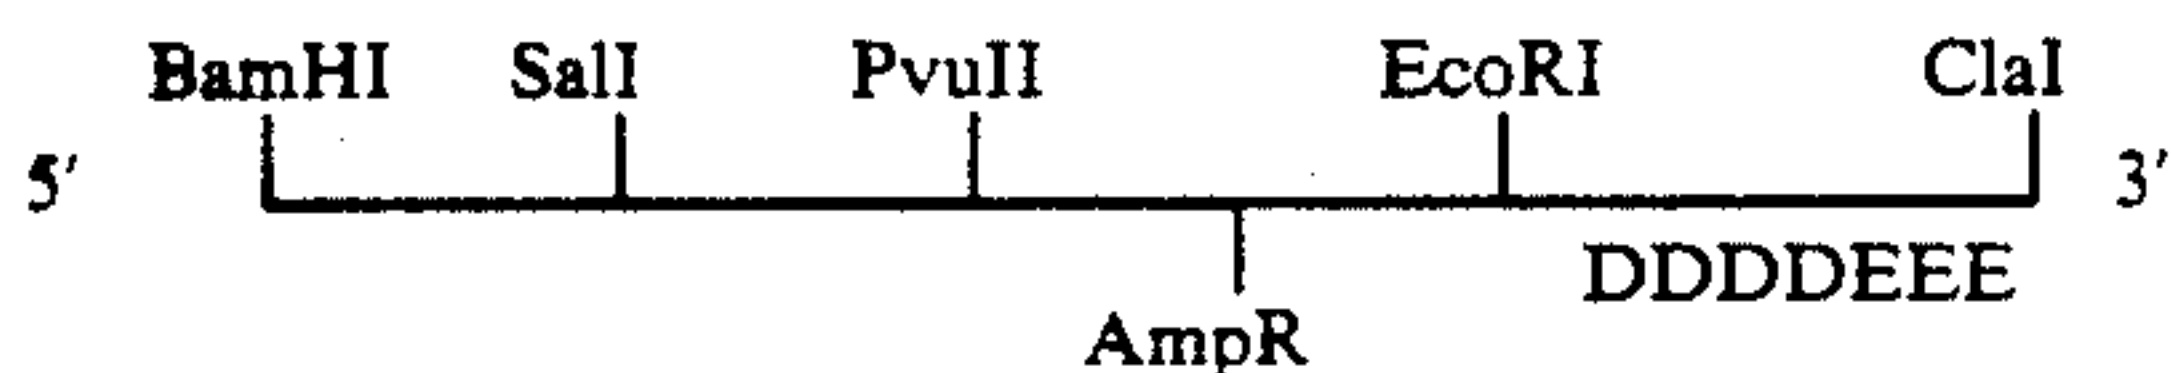 BamHI SalI PvuII EcoRI ClaI
5′ 3′
DDDDEEE
AmpR